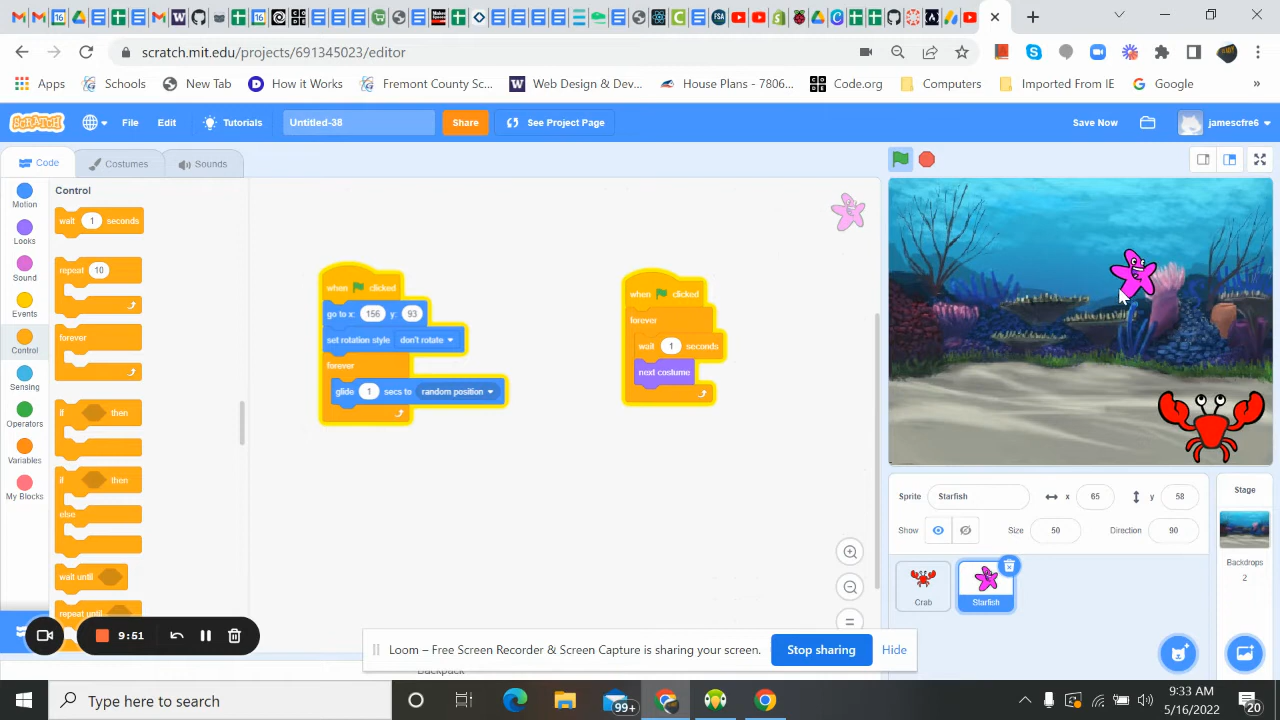 16
16
FSA
scratch.mit.edu/projects/691345023/editor
Apps
Schools
New Tab
How it Works
Fremont County Sc...
Web Design & Dev...
House Plans - 7806...
Code.org
Computers
Imported From IE
Google
»
SCRATCH
File
Edit
Tutorials
Untitled-38
Share
See Project Page
Save Now
jamescfre6
Code
Costumes
Sounds
Motion
Looks
Sound
Events
Control
Sensing
Operators
Variables
My Blocks
Control
wait 1 seconds
repeat 10
forever
if then
if then
else
wait until
repeat until
when clicked
go to x: 156 y: 93
set rotation style don't rotate
forever
glide 1 secs to random position
when clicked
forever
wait 1 seconds
next costume
Sprite Starfish x 65 y 58
Show Size 50 Direction 90
Crab
Starfish
Stage
Backdrops
2
9:51
Loom – Free Screen Recorder & Screen Capture is sharing your screen.
Stop sharing
Hide
Backpack
Type here to search
99+
9:33 AM
5/16/2022
20